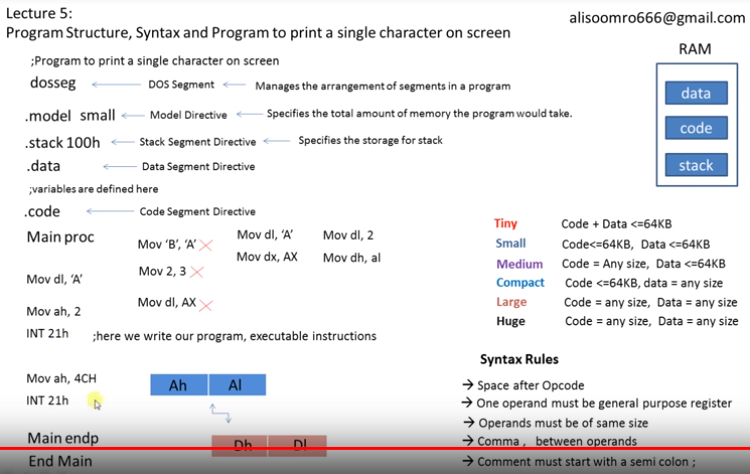 Lecture 5:
alisoomro666@gmail.com
Program Structure, Syntax and Program to print a single character on screen
;Program to print a single character on screen
dosseg DOS Segment Manages the arrangement of segments in a program
.model small Model Directive Specifies the total amount of memory the program would take.
.stack 100h Stack Segment Directive Specifies the storage for stack
.data Data Segment Directive
;variables are defined here
.code Code Segment Directive
RAM
data
code
stack
Main proc
Mov 'B', 'A' Mov dl, 'A' Mov dl, 2
Mov 2, 3 Mov dx, AX Mov dh, al
Mov dl, 'A'
Mov dl, AX
Mov ah, 2
INT 21h ;here we write our program, executable instructions
Mov ah, 4CH
INT 21h
Ah Al
Dh Dl
Main endp
End Main
Tiny Code + Data <=64KB
Small Code<=64KB, Data <=64KB
Medium Code = Any size, Data <=64KB
Compact Code <=64KB, data = any size
Large Code = any size, Data = any size
Huge Code = any size, Data = any size
Syntax Rules
→ Space after Opcode
→ One operand must be general purpose register
→ Operands must be of same size
→ Comma , between operands
→ Comment must start with a semi colon ;